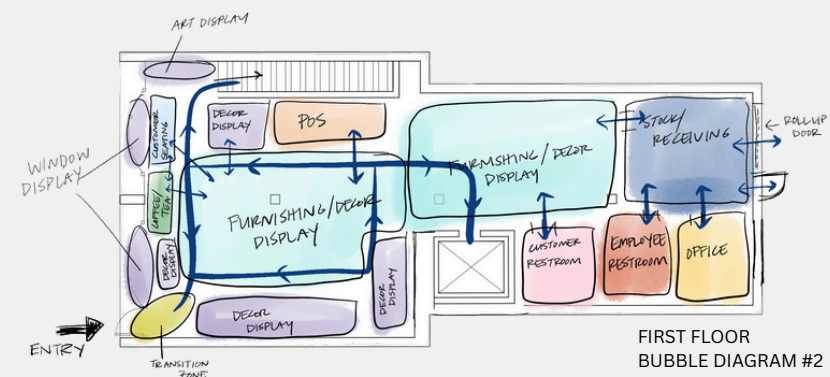 ART DISPLAY
WINDOW
DISPLAY
CUSTOMER
SEATING
DECOR
DISPLAY
POS
COFFEE/
TEA
DECOR
DISPLAY
FURNISHING/DECOR
DISPLAY
FURNISHING/DECOR
DISPLAY
STOCK/
RECEIVING
ROLLUP
DOOR
CUSTOMER
RESTROOM
EMPLOYEE
RESTROOM
OFFICE
DECOR
DISPLAY
DECOR
DISPLAY
ENTRY
TRANSITION
ZONE
FIRST FLOOR
BUBBLE DIAGRAM #2